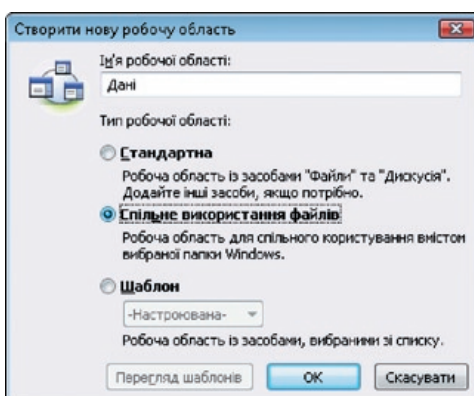 Створити нову робочу область
Ім'я робочої області:
Дані
Тип робочої області:
Стандартна
Робоча область із засобами "Файли" та "Дискусія".
Додайте інші засоби, якщо потрібно.
Спільне використання файлів
Робоча область для спільного користування вмістом
вибраної папки Windows.
Шаблон
-Настроювана-
Робоча область із засобами, вибраними зі списку.
Перегляд шаблонів
ОК
Скасувати